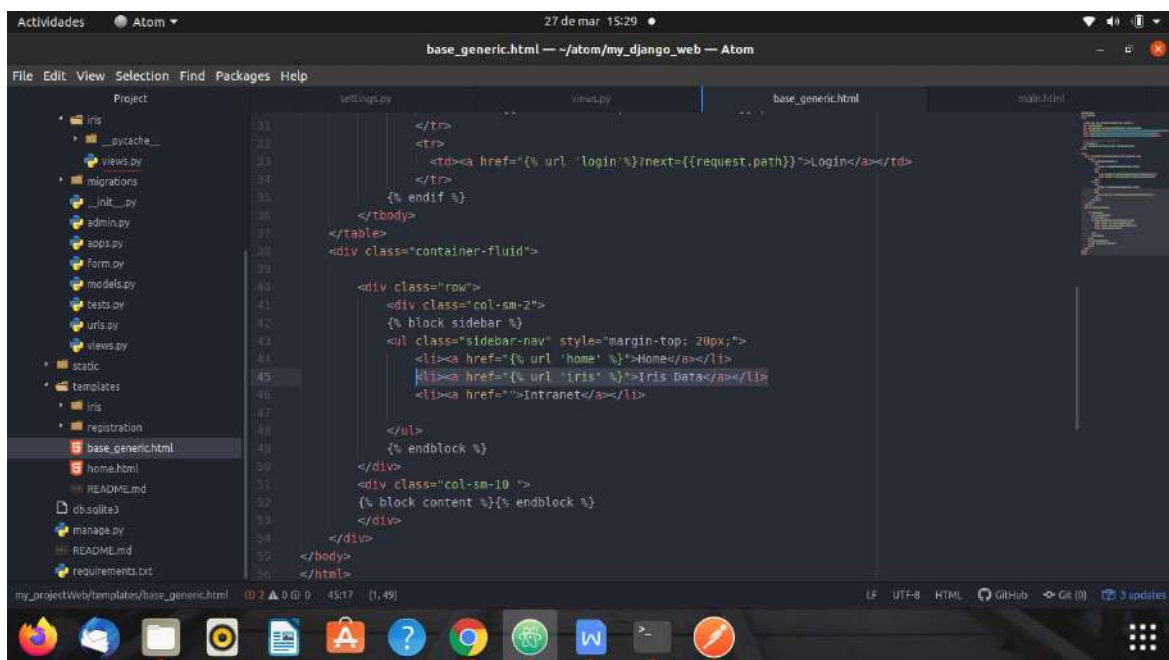 Actividades Atom 27 de mar 15:29
base_generic.html — ~/atom/my_django_web — Atom
File Edit View Selection Find Packages Help
Project settings.py views.py base_generic.html main.html
iris
__pycache__
views.py
migrations
__init__.py
admin.py
apps.py
form.py
models.py
tests.py
urls.py
views.py
static
templates
iris
registration
base_generic.html
home.html
README.md
db.sqlite3
manage.py
README.md
requirements.txt
31 </tr>
32 <tr>
33 <td><a href="{% url 'login'%}?next={{request.path}}">Login</a></td>
34 </tr>
35 {% endif %}
36 </tbody>
37 </table>
38 <div class="container-fluid">
39
40 <div class="row">
41 <div class="col-sm-2">
42 {% block sidebar %}
43 <ul class="sidebar-nav" style="margin-top: 20px;">
44 <li><a href="{% url 'home' %}">Home</a></li>
45 <li><a href="{% url 'iris' %}">Iris Data</a></li>
46 <li><a href="">Intranet</a></li>
47
48 </ul>
49 {% endblock %}
50 </div>
51 <div class="col-sm-10 ">
52 {% block content %}{% endblock %}
53 </div>
54 </div>
55 </body>
56 </html>
my_projectWeb/templates/base_generic.html 2 0 0 45:17 (1, 49) LF UTF-8 HTML GitHub Git (0) 3 updates